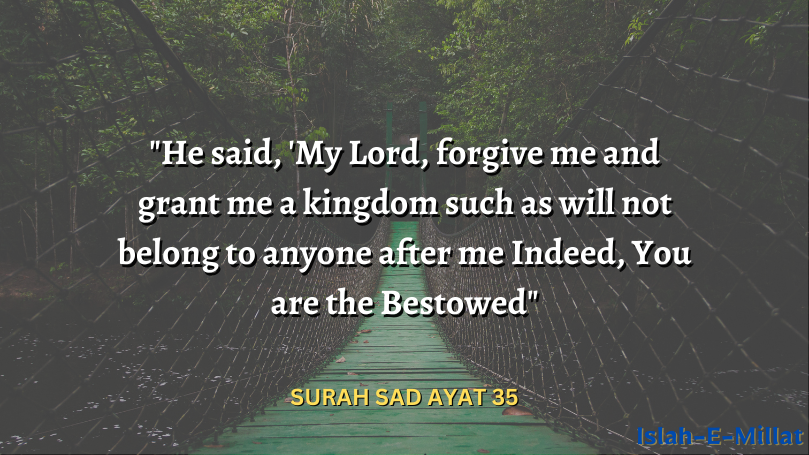 "He said, 'My Lord, forgive me and
grant me a kingdom such as will not
belong to anyone after me Indeed, You
are the Bestowed"
SURAH SAD AYAT 35
Islah-E-Millat